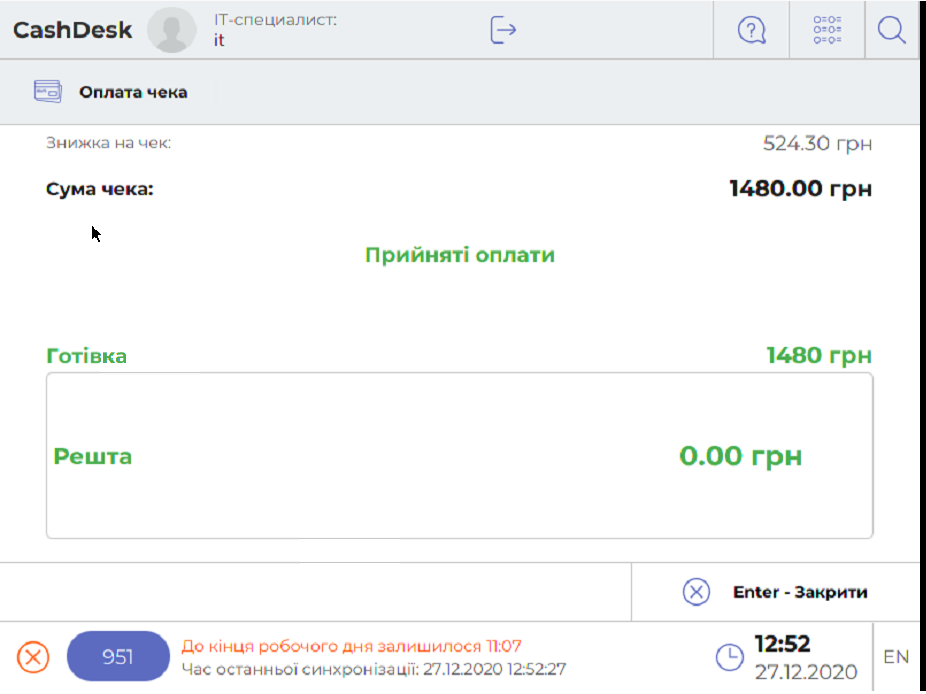 CashDesk
IT-специалист:
it
Оплата чека
Знижка на чек: 524.30 грн
Сума чека: 1480.00 грн
Прийняті оплати
Готівка 1480 грн
Решта 0.00 грн
Enter - Закрити
951
До кінця робочого дня залишилося 11:07
Час останньої синхронізації: 27.12.2020 12:52:27
12:52
27.12.2020
EN